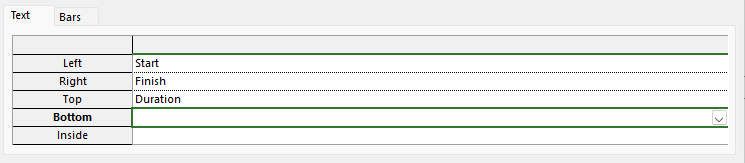 Text Bars
Left Start
Right Finish
Top Duration
Bottom
Inside